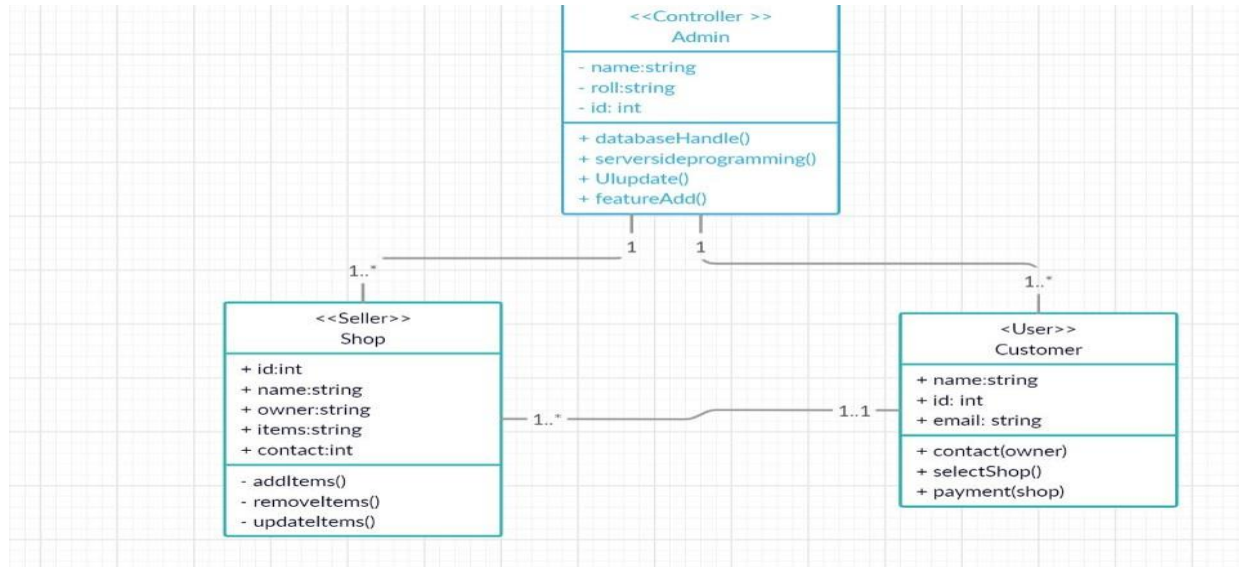 <<Controller >>
Admin
- name:string
- roll:string
- id: int
+ databaseHandle()
+ serversideprogramming()
+ UIupdate()
+ featureAdd()
1
1
1..*
1..*
<<Seller>>
Shop
+ id:int
+ name:string
+ owner:string
+ items:string
+ contact:int
- addItems()
- removeItems()
- updateItems()
1..*
1..1
<User>>
Customer
+ name:string
+ id: int
+ email: string
+ contact(owner)
+ selectShop()
+ payment(shop)